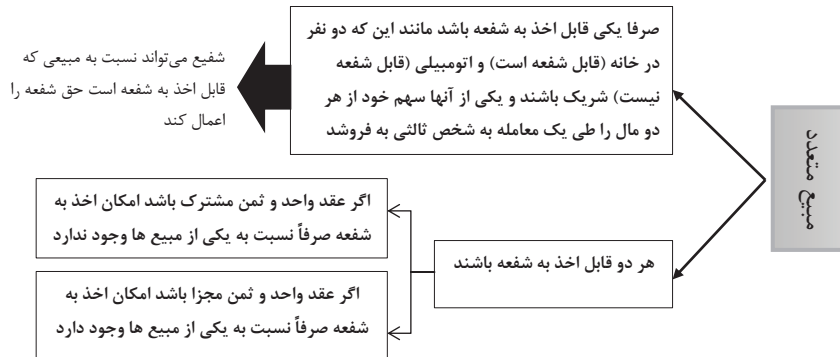 مبیع متعدد
صرفا یکی قابل اخذ به شفعه باشد مانند این که دو نفر
در خانه (قابل شفعه است) و اتومبیلی (قابل شفعه
نیست) شریک باشند و یکی از آنها سهم خود از هر
دو مال را طی یک معامله به شخص ثالثی به فروشد
شفیع می‌تواند نسبت به مبیعی که
قابل اخذ به شفعه است حق شفعه را
اعمال کند
هر دو قابل اخذ به شفعه باشند
اگر عقد واحد و ثمن مشترک باشد امکان اخذ به
شفعه صرفاً نسبت به یکی از مبیع ها وجود ندارد
اگر عقد واحد و ثمن مجزا باشد امکان اخذ به
شفعه صرفاً نسبت به یکی از مبیع ها وجود دارد